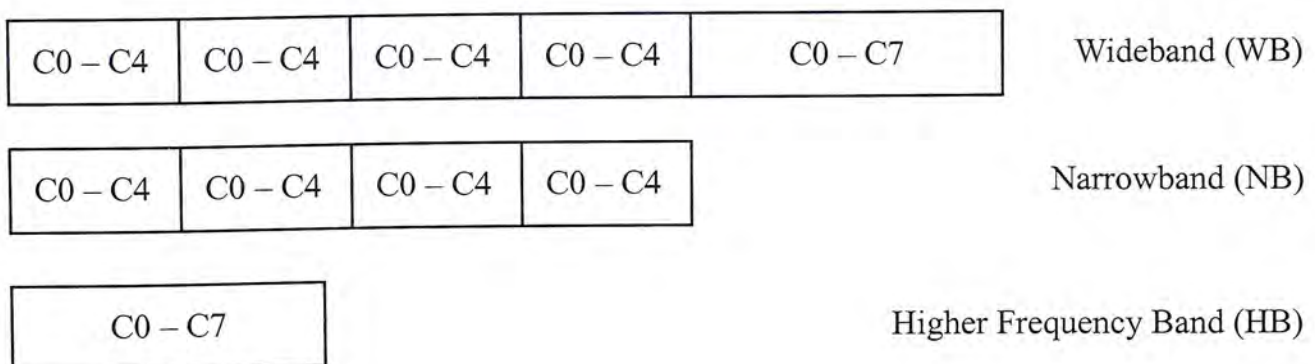 C0 – C4 C0 – C4 C0 – C4 C0 – C4 C0 – C7 Wideband (WB)
C0 – C4 C0 – C4 C0 – C4 C0 – C4 Narrowband (NB)
C0 – C7 Higher Frequency Band (HB)